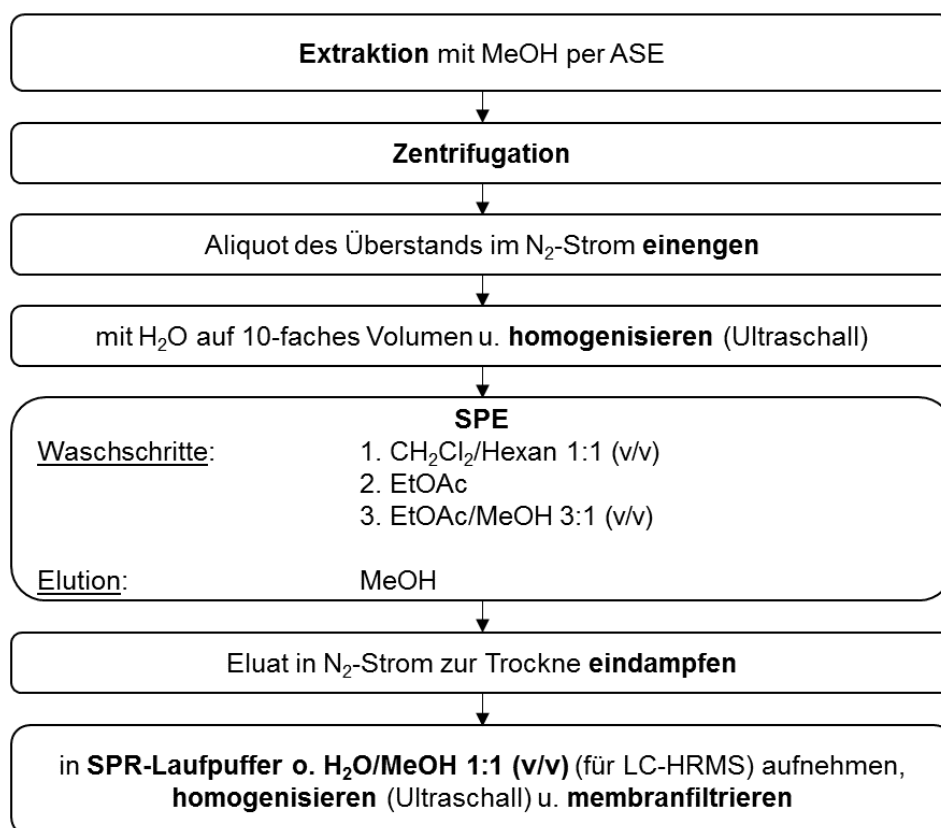 Extraktion mit MeOH per ASE
Zentrifugation
Aliquot des Überstands im N₂-Strom einengen
mit H₂O auf 10-faches Volumen u. homogenisieren (Ultraschall)
SPE
Waschschritte: 1. CH₂Cl₂/Hexan 1:1 (v/v)
2. EtOAc
3. EtOAc/MeOH 3:1 (v/v)
Elution: MeOH
Eluat in N₂-Strom zur Trockne eindampfen
in SPR-Laufpuffer o. H₂O/MeOH 1:1 (v/v) (für LC-HRMS) aufnehmen,
homogenisieren (Ultraschall) u. membranfiltrieren